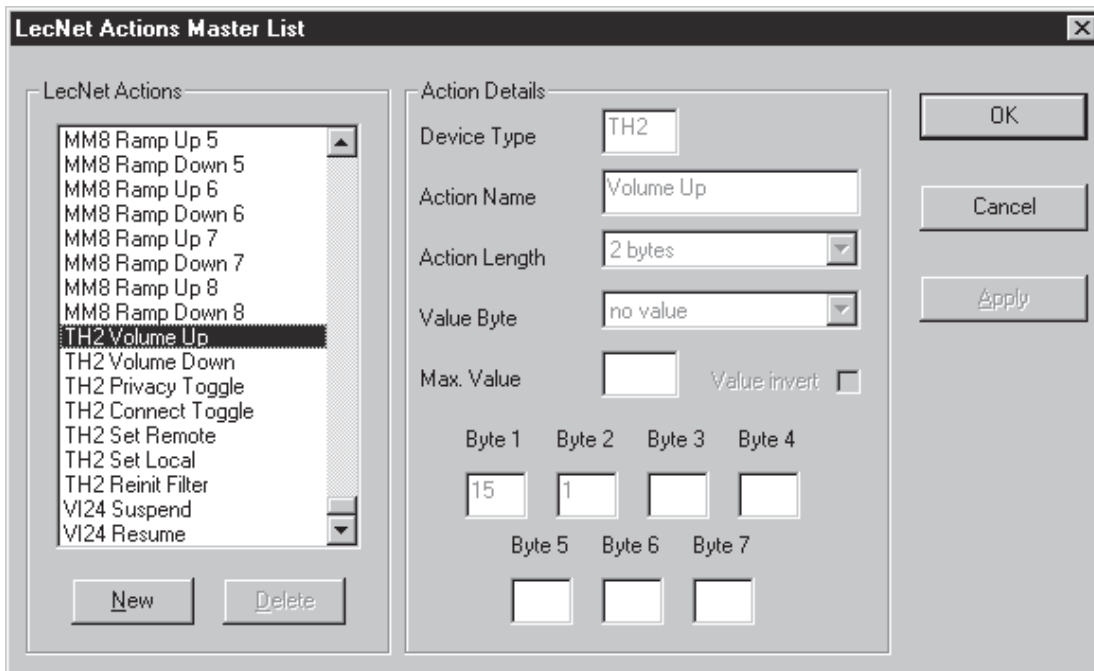 LecNet Actions Master List
LecNet Actions
MM8 Ramp Up 5
MM8 Ramp Down 5
MM8 Ramp Up 6
MM8 Ramp Down 6
MM8 Ramp Up 7
MM8 Ramp Down 7
MM8 Ramp Up 8
MM8 Ramp Down 8
TH2 Volume Up
TH2 Volume Down
TH2 Privacy Toggle
TH2 Connect Toggle
TH2 Set Remote
TH2 Set Local
TH2 Reinit Filter
VI24 Suspend
VI24 Resume
New
Delete
Action Details
Device Type TH2
Action Name Volume Up
Action Length 2 bytes
Value Byte no value
Max. Value Value invert
Byte 1 Byte 2 Byte 3 Byte 4
15 1
Byte 5 Byte 6 Byte 7
OK
Cancel
Apply